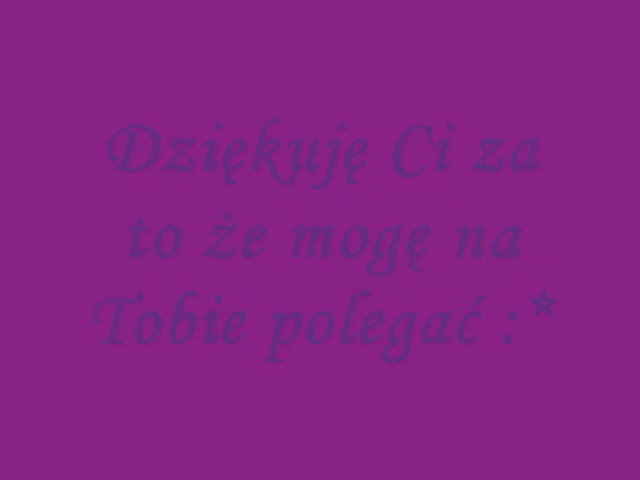 Dziękuję Ci za
to że mogę na
Tobie polegać :*